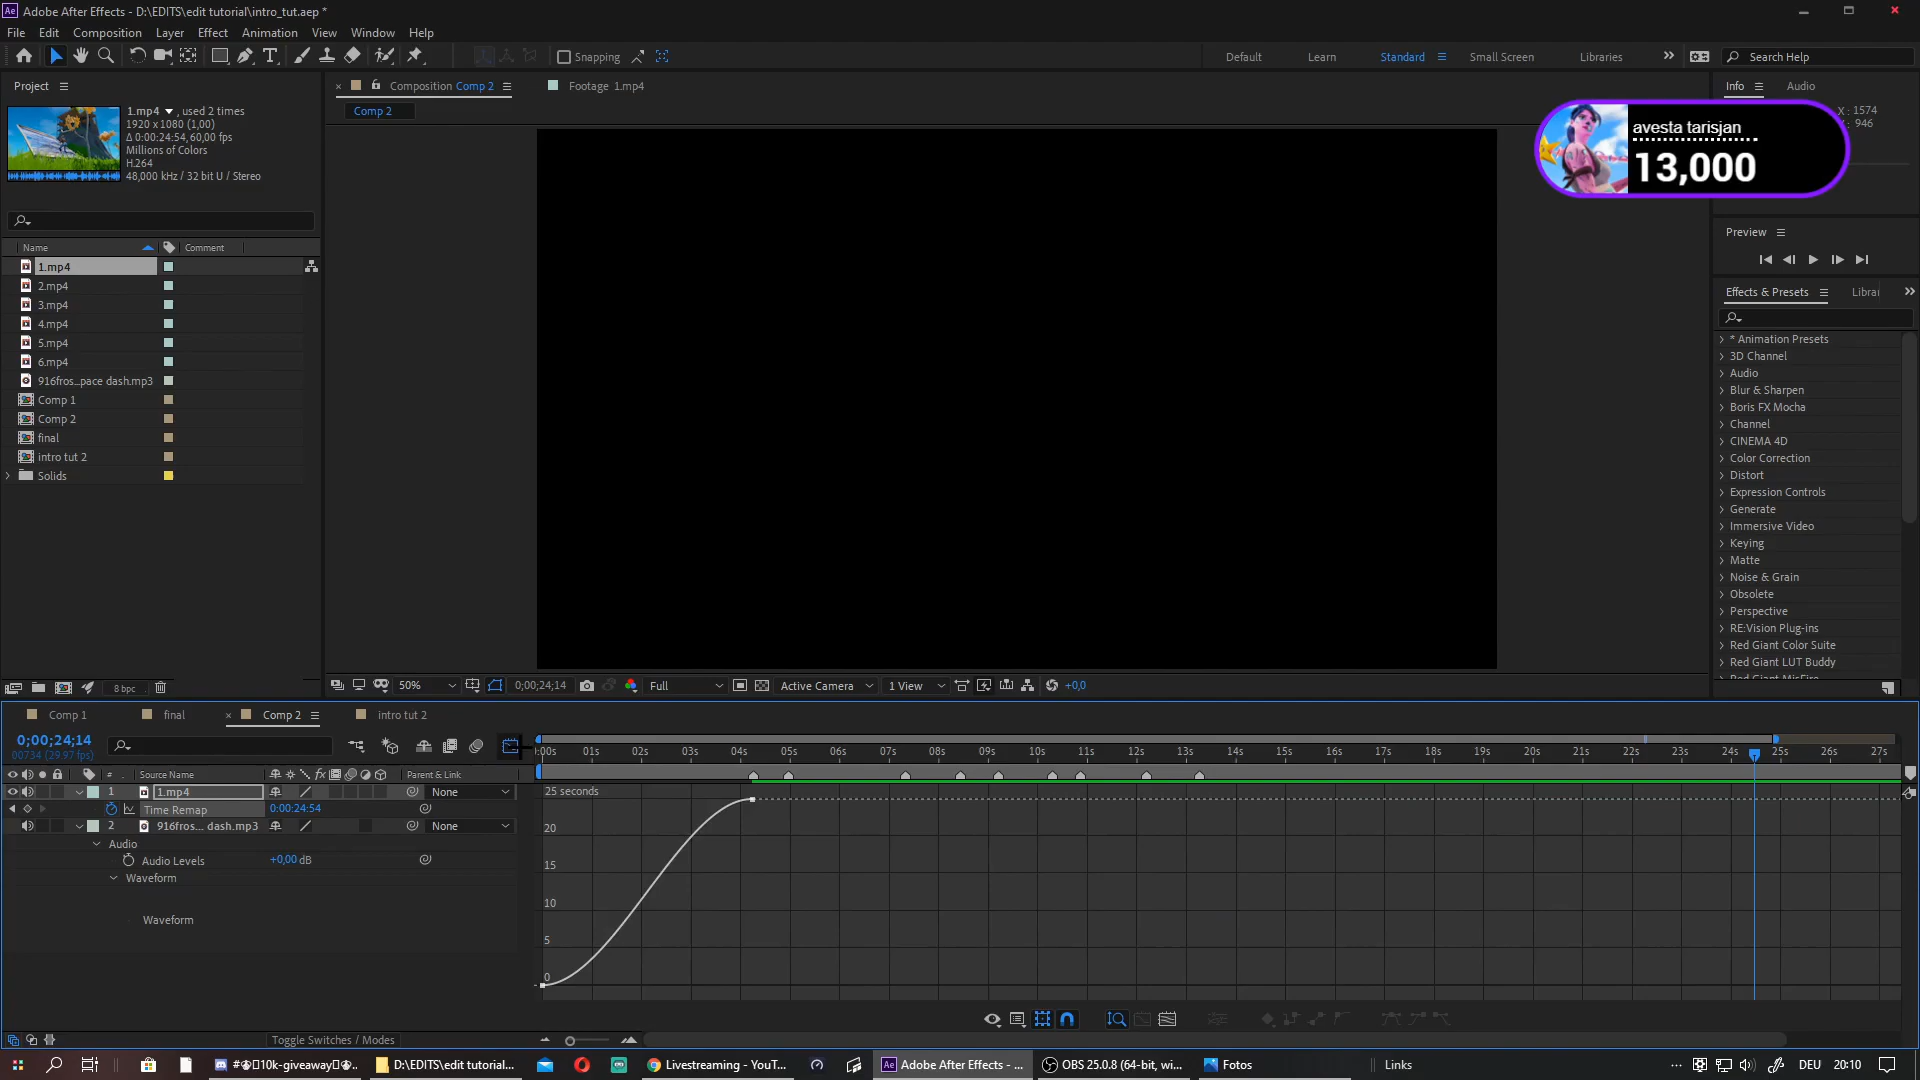 Adobe After Effects - D:\EDITS\edit tutorial\intro_tut.aep *
File Edit Composition Layer Effect Animation View Window Help
Snapping
Default Learn Standard Small Screen Libraries
Search Help
Project
1.mp4 , used 2 times
1920 x 1080 (1,00)
Δ 0:00:24:54, 60,00 fps
Millions of Colors
H.264
48,000 kHz / 32 bit U / Stereo
Name Comment
1.mp4
2.mp4
3.mp4
4.mp4
5.mp4
6.mp4
916fros...pace dash.mp3
Comp 1
Comp 2
final
intro tut 2
Solids
8 bpc
Composition Comp 2
Footage 1.mp4
Comp 2
50%
0;00;24;14
Full
Active Camera
1 View
+0,0
Info Audio
X : 1574
: 946
avesta tarisjan
13,000
Preview
Effects & Presets
Librar
* Animation Presets
3D Channel
Audio
Blur & Sharpen
Boris FX Mocha
Channel
CINEMA 4D
Color Correction
Distort
Expression Controls
Generate
Immersive Video
Keying
Matte
Noise & Grain
Obsolete
Perspective
RE:Vision Plug-ins
Red Giant Color Suite
Red Giant LUT Buddy
Red Giant MisFire
Comp 1 final Comp 2 intro tut 2
0;00;24;14
00734 (29.97 fps)
:00s 01s 02s 03s 04s 05s 06s 07s 08s 09s 10s 11s 12s 13s 14s 15s 16s 17s 18s 19s 20s 21s 22s 23s 24s 25s 26s 27s
# Source Name Parent & Link
1 1.mp4 None
Time Remap 0:00:24:54
2 916fros... dash.mp3 None
Audio
Audio Levels +0,00 dB
Waveform
Waveform
25 seconds
20
15
10
5
0
Toggle Switches / Modes
10k-giveaway
D:\EDITS\edit tutorial...
Livestreaming - YouT...
Adobe After Effects - ...
OBS 25.0.8 (64-bit, wi...
Fotos
Links
DEU 20:10